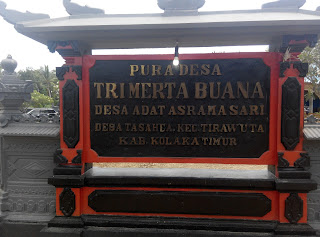 PURA DESA
TRI MERTA BUANA
DESA ADAT ASRAMA SARI
DESA TASAHEA KEC. TIRAWUTA
KAB. KOLAKA TIMUR